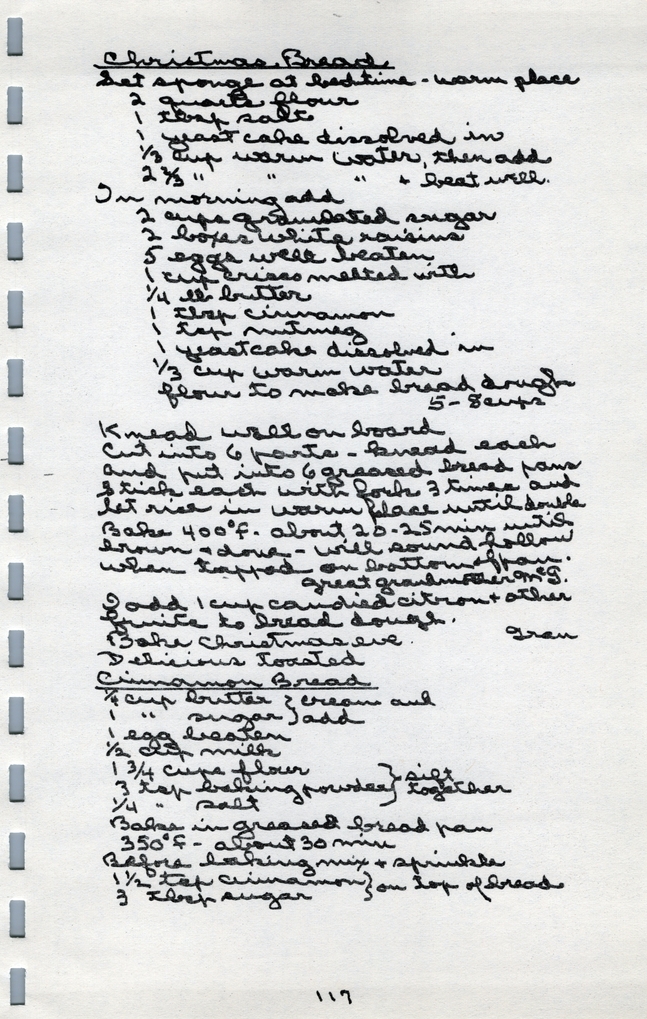 Christmas Bread
Set sponge at bedtime - warm place
2 quarts flour
1 tbsp salt
1 yeast cake dissolved in
1/3 cup warm water, then add
2 2/3 " " " + beat well.
In morning add
2 cups granulated sugar
2 boxes white raisins
5 eggs well beaten
1 cup crisco melted with
1/4 lb butter
1 tbsp cinnamon
1 tsp nutmeg
1 yeastcake dissolved in
1/3 cup warm water
flour to make bread dough
5-8 cups
Knead well on board
Cut into 6 parts - knead each
and put into 6 greased bread pans
Stick each with fork 3 times and
let rise in warm place until double
Bake 400°f. about 20-25 min until
brown + done - will sound hollow
when tapped on bottom of pan.
great grandmother McG.
I add 1 cup candied citron + other
fruits to bread dough.
Bake Christmas eve. Gran
Delicious toasted
Cinnamon Bread
1/4 cup butter } cream and
1 " sugar } add
1 egg beaten
1/2 cup milk
1 3/4 cups flour } sift
3 tsp baking powder } together
1/4 " salt
Bake in greased bread pan
350°f - about 30 min
Before baking mix + sprinkle
1 1/2 tsp cinnamon } on top of bread
3 tbsp sugar
117